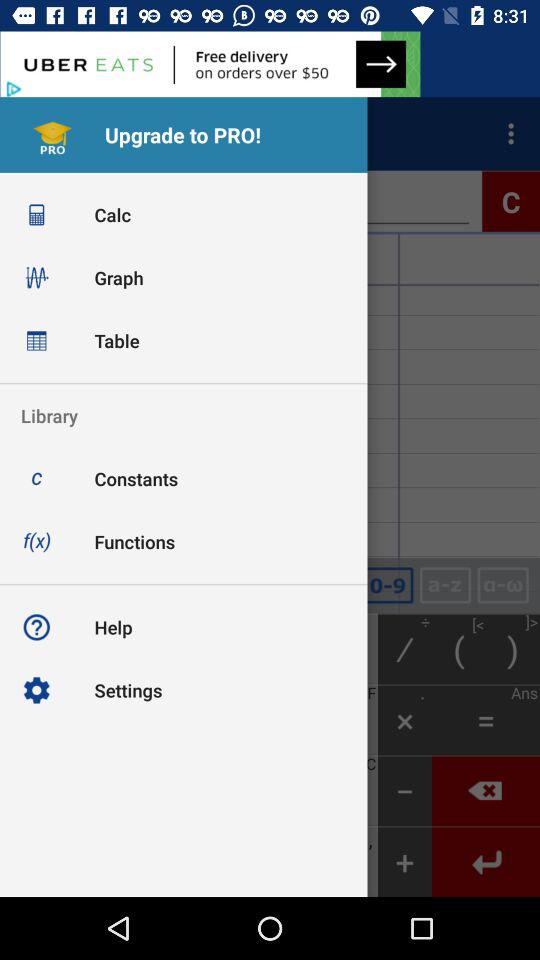 8:31
UBER EATS
Free delivery
on orders over $50
PRO
Upgrade to PRO!
C
Calc
Graph
Table
Library
c
Constants
f(x)
Functions
0-9 a-z α-ω
Help
÷ [< ]>
/ ( )
Settings
F . Ans
× =
C
−
,
+